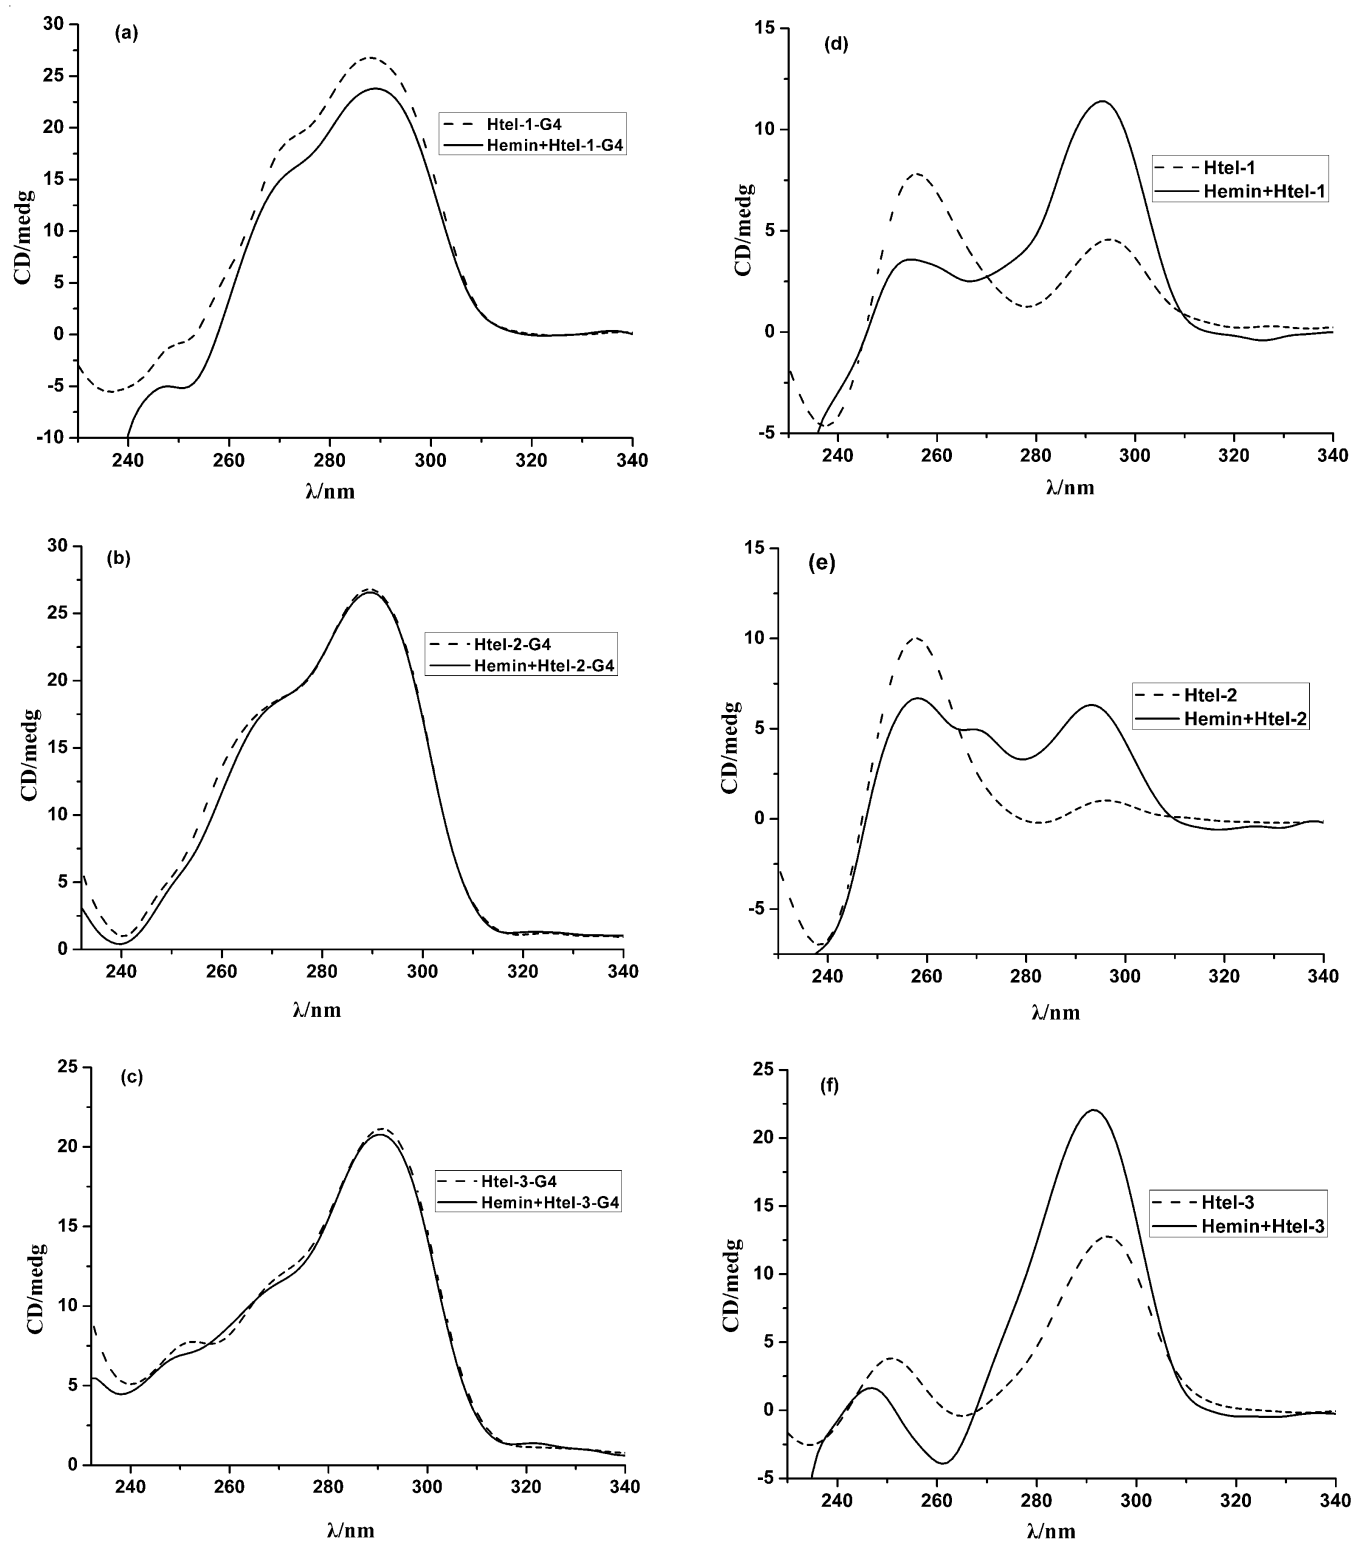 (a)
30
25
20
15
10
5
0
-5
-10
CD/medg
Htel-1-G4
Hemin+Htel-1-G4
240 260 280 300 320 340
λ/nm
(d)
15
10
5
0
-5
CD/medg
Htel-1
Hemin+Htel-1
240 260 280 300 320 340
λ/nm
(b)
30
25
20
15
10
5
0
CD/medg
Htel-2-G4
Hemin+Htel-2-G4
240 260 280 300 320 340
λ/nm
(e)
15
10
5
0
-5
CD/medg
Htel-2
Hemin+Htel-2
240 260 280 300 320 340
λ/nm
(c)
25
20
15
10
5
0
CD/medg
Htel-3-G4
Hemin+Htel-3-G4
240 260 280 300 320 340
λ/nm
(f)
25
20
15
10
5
0
-5
CD/medg
Htel-3
Hemin+Htel-3
240 260 280 300 320 340
λ/nm